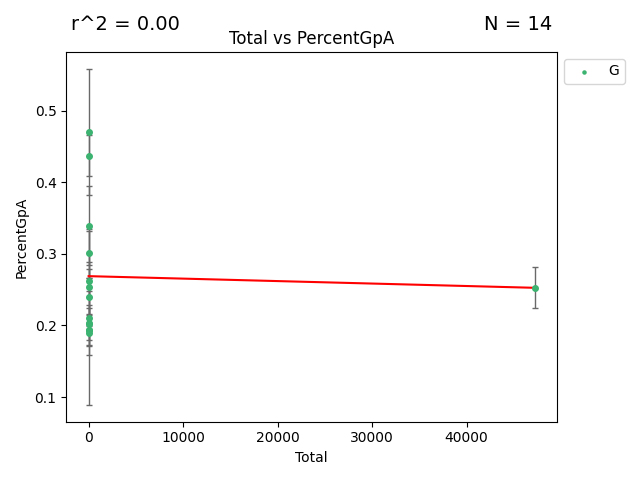 r^2 = 0.00
N = 14
Total vs PercentGpA
G
PercentGpA
0.5
0.4
0.3
0.2
0.1
0 10000 20000 30000 40000
Total